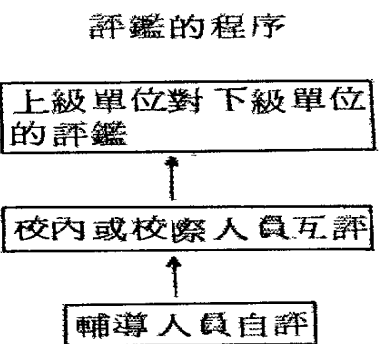 評鑑的程序
上級單位對下級單位
的評鑑
校內或校際人員互評
輔導人員自評